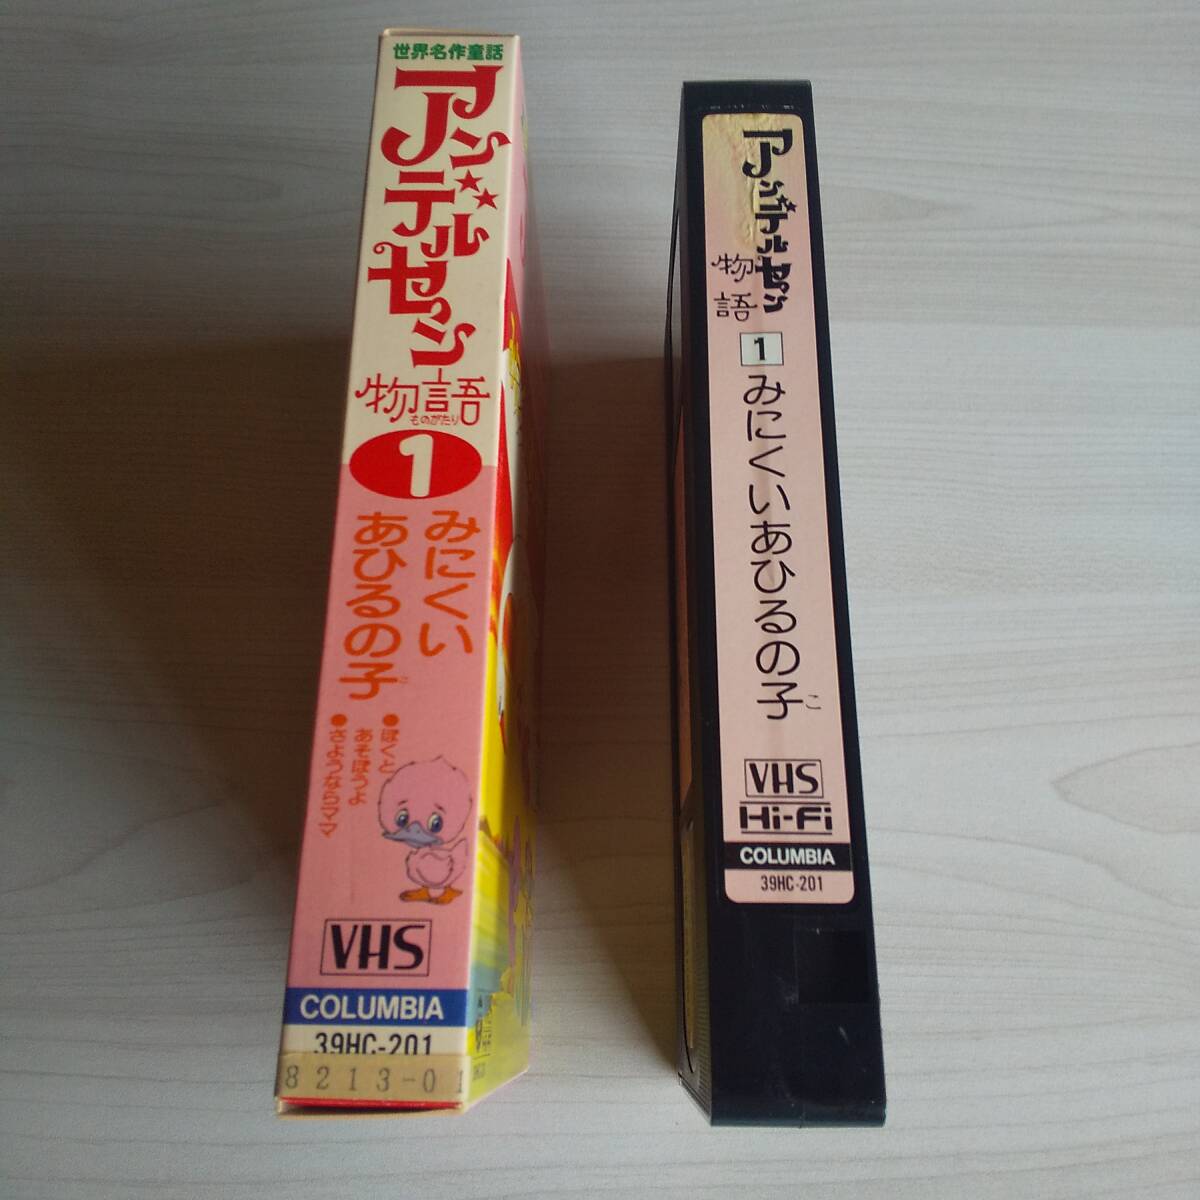 世界名作童話
アンデルセン
物語
ものがたり
1
みにくい
あひるの子
こ
●ぼくと
あそぼうよ
●さようならママ
VHS
COLUMBIA
39HC-201
8213-01
アンデルセン
物語
1
みにくいあひるの子
こ
VHS
Hi-Fi
COLUMBIA
39HC-201